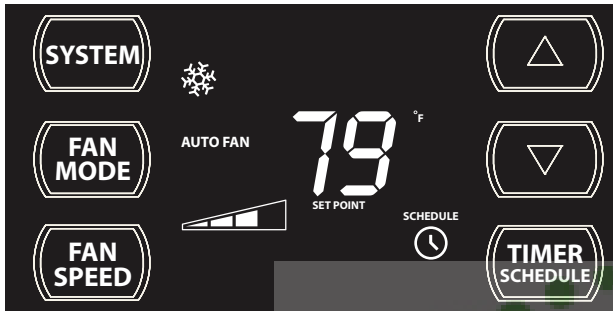 SYSTEM
FAN
MODE
AUTO FAN
79
°F
SET POINT
FAN
SPEED
SCHEDULE
TIMER
SCHEDULE